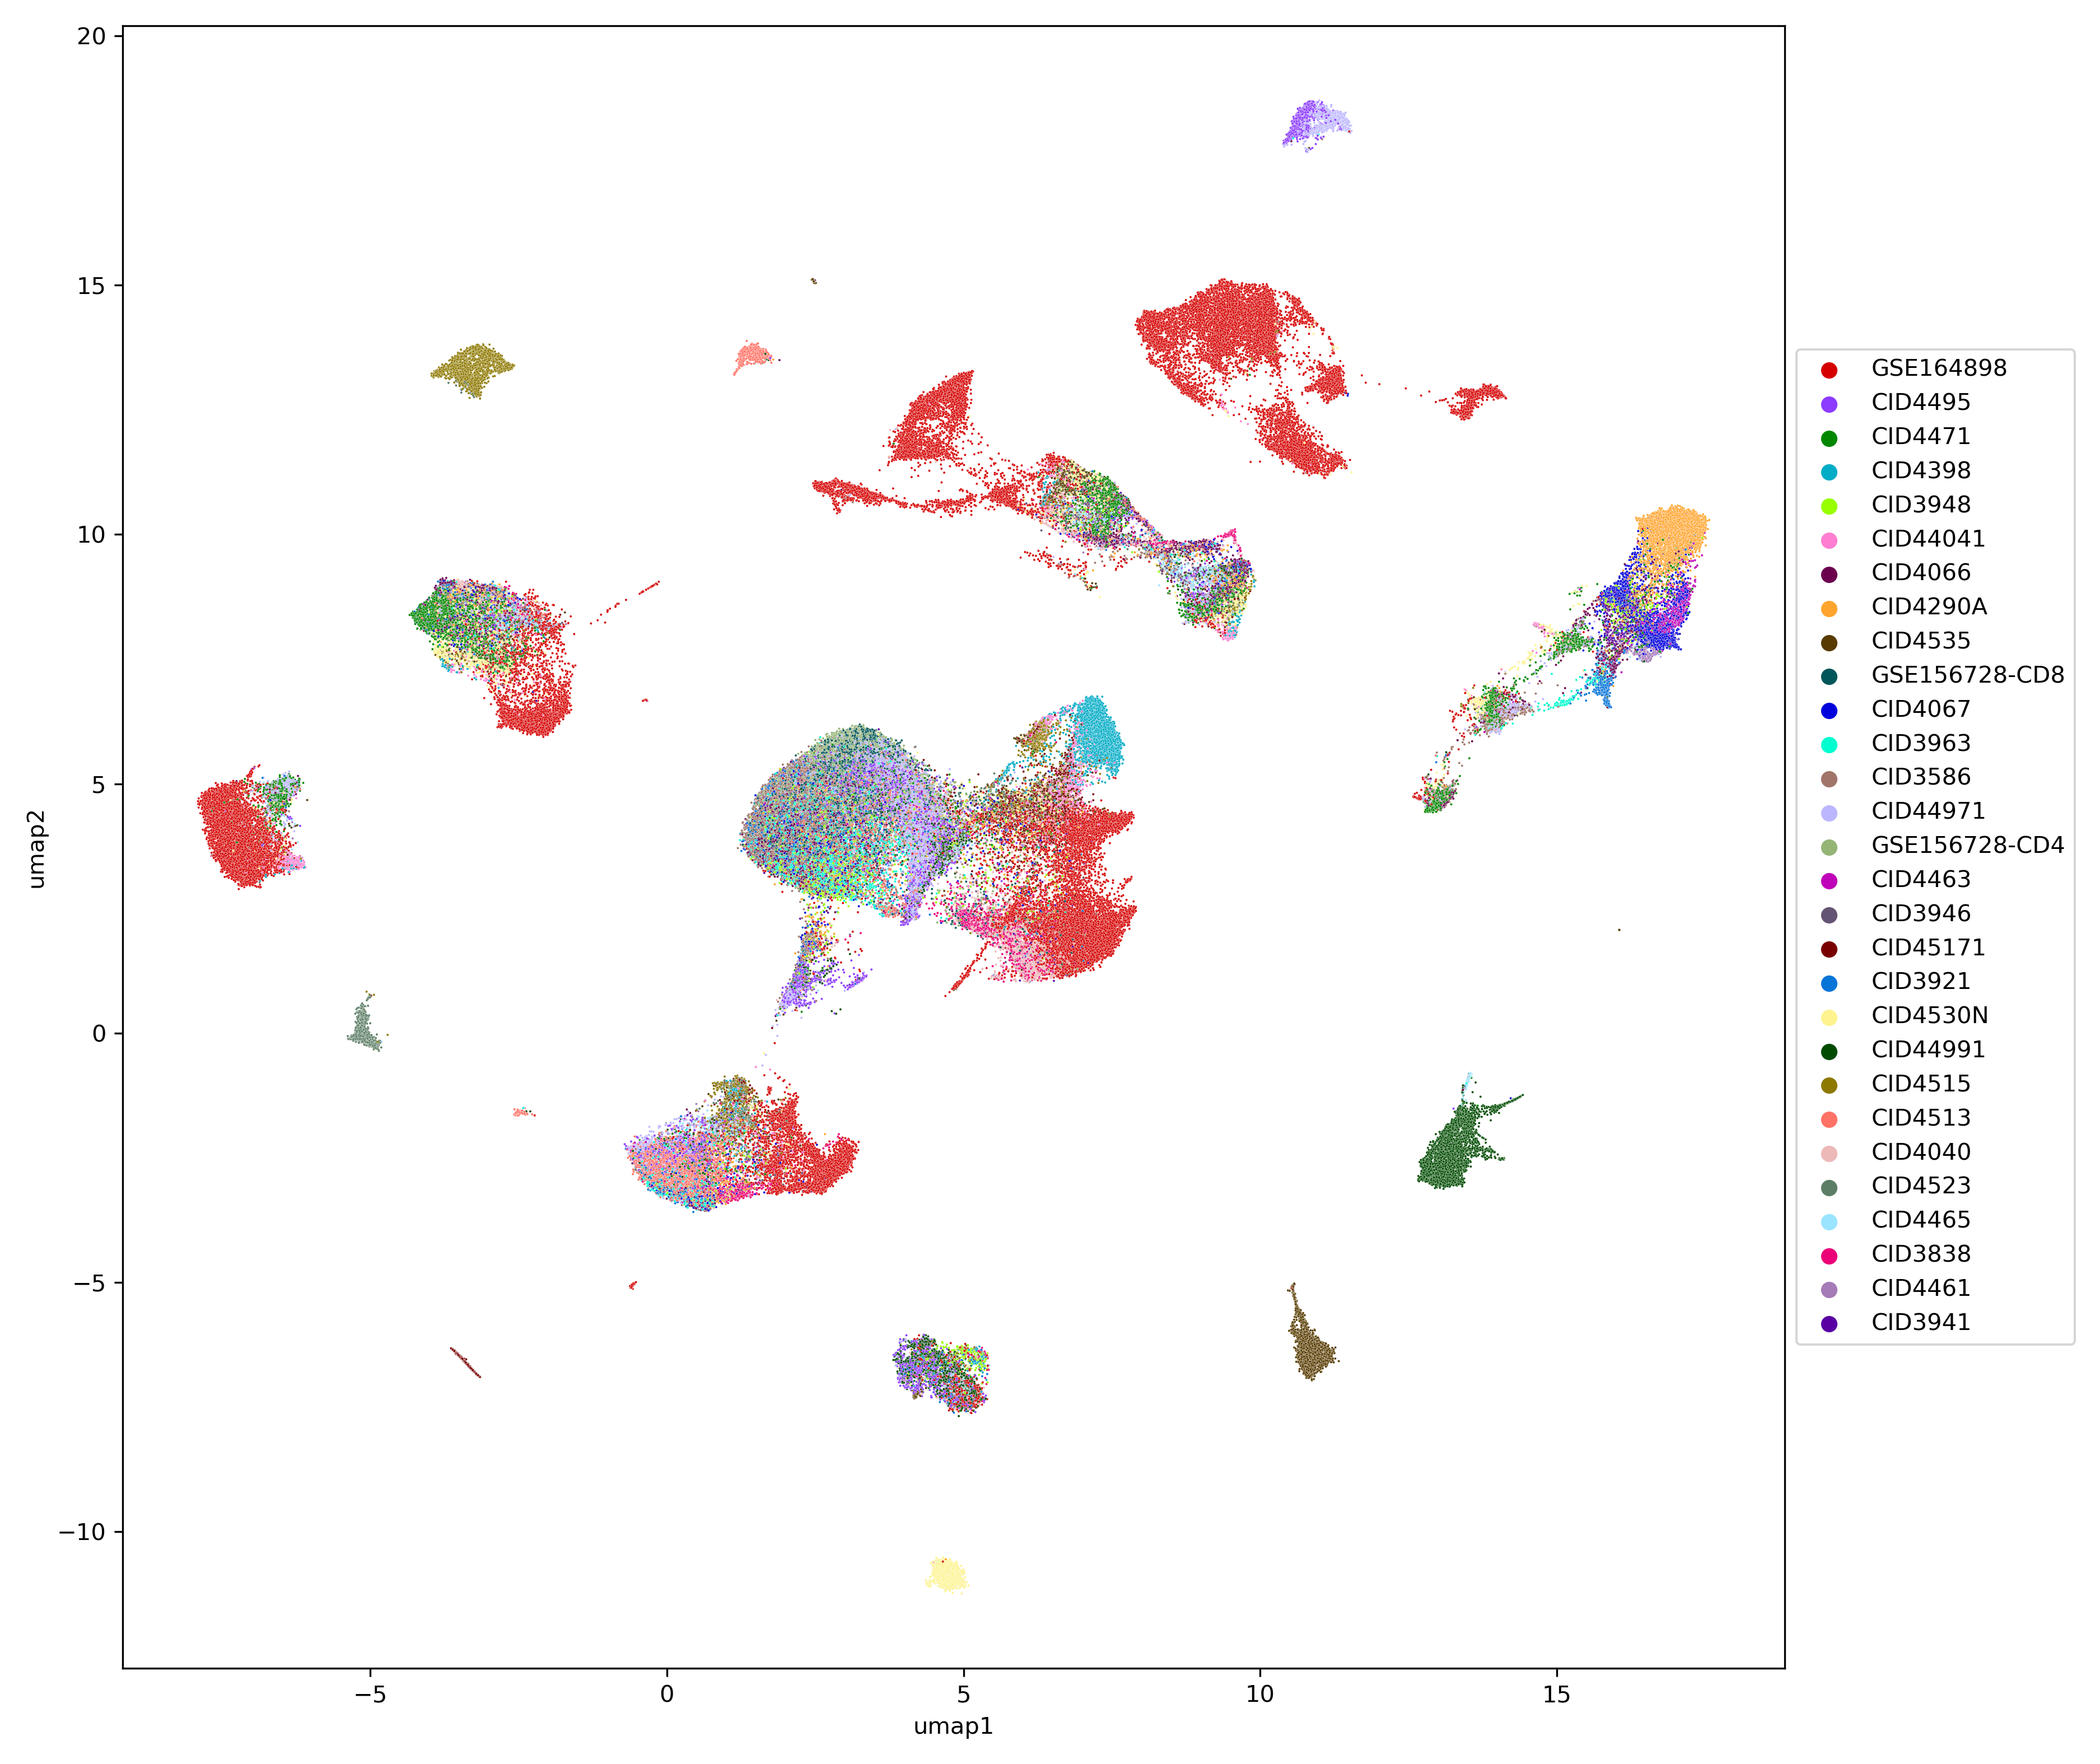 20
15
10
5
0
−5
−10
umap2
−5
0
5
10
15
umap1
GSE164898
CID4495
CID4471
CID4398
CID3948
CID44041
CID4066
CID4290A
CID4535
GSE156728-CD8
CID4067
CID3963
CID3586
CID44971
GSE156728-CD4
CID4463
CID3946
CID45171
CID3921
CID4530N
CID44991
CID4515
CID4513
CID4040
CID4523
CID4465
CID3838
CID4461
CID3941